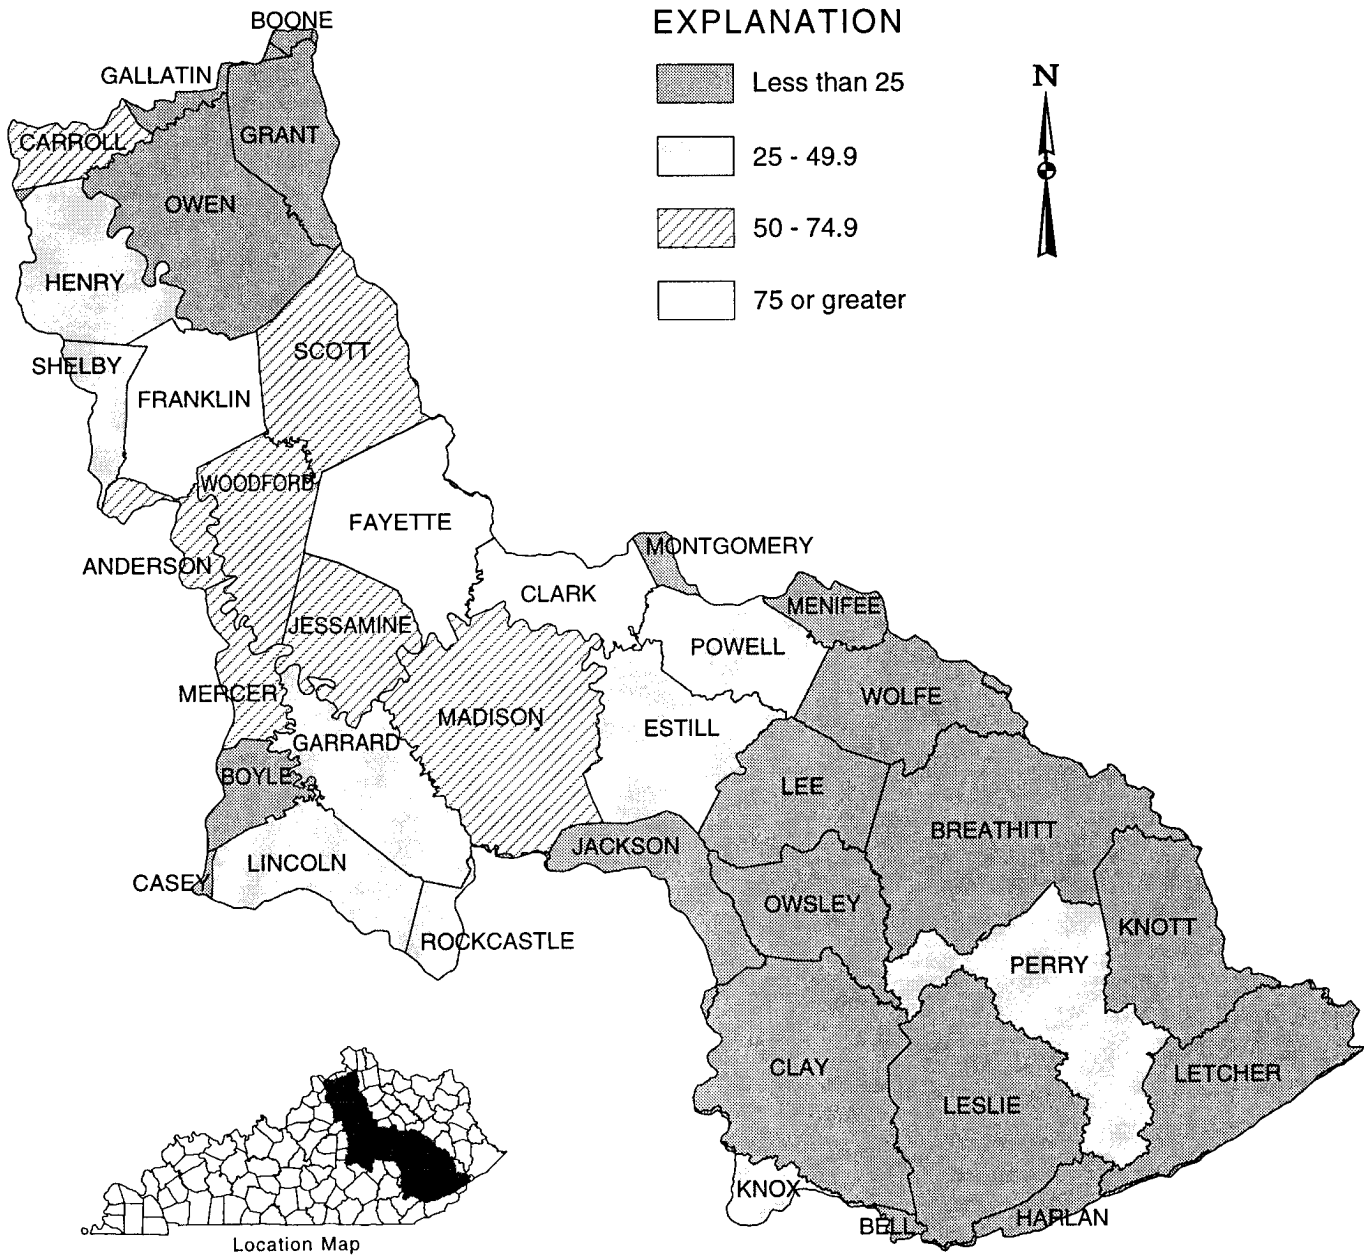 EXPLANATION
Less than 25
25 - 49.9
50 - 74.9
75 or greater
N
BOONE
GALLATIN
GRANT
CARROLL
OWEN
HENRY
SCOTT
SHELBY
FRANKLIN
WOODFORD
FAYETTE
MONTGOMERY
ANDERSON
CLARK
MENIFEE
JESSAMINE
POWELL
MERCER
WOLFE
MADISON
ESTILL
GARRARD
BOYLE
LEE
BREATHITT
JACKSON
LINCOLN
CASEY
OWSLEY
KNOTT
ROCKCASTLE
PERRY
CLAY
LETCHER
LESLIE
KNOX
HARLAN
BELL
Location Map